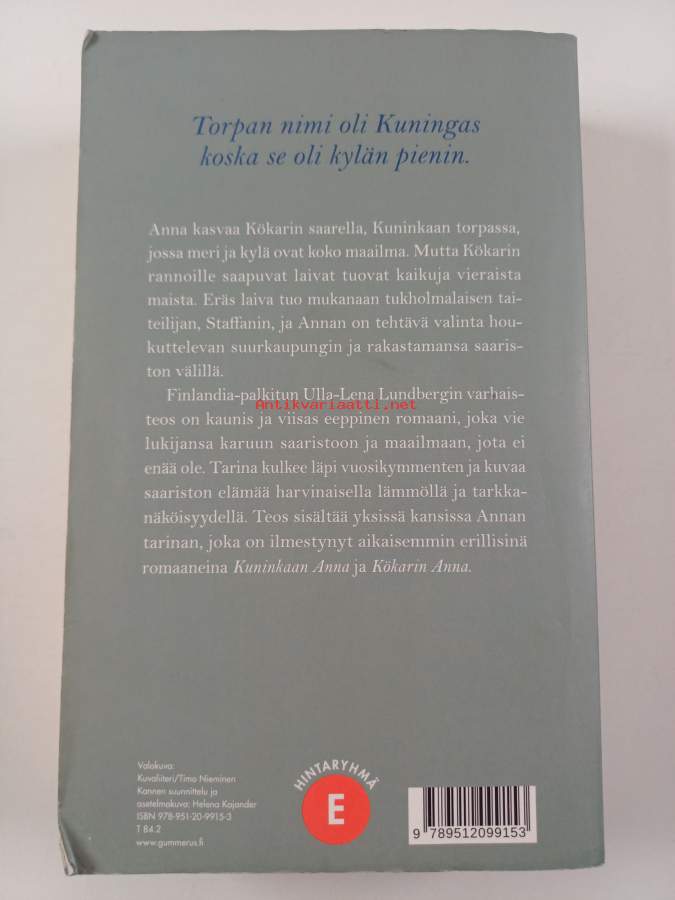 Torpan nimi oli Kuningas
koska se oli kylän pienin.
Anna kasvaa Kökarin saarella, Kuninkaan torpassa,
jossa meri ja kylä ovat koko maailma. Mutta Kökarin
rannoille saapuvat laivat tuovat kaikuja vieraista
maista. Eräs laiva tuo mukanaan tukholmalaisen tai-
teilijan, Staffanin, ja Annan on tehtävä valinta hou-
kuttelevan suurkaupungin ja rakastamansa saaris-
ton välillä.
Finlandia-palkitun Ulla-Lena Lundbergin varhais-
Antikvariaatti.net
teos on kaunis ja viisas eeppinen romaani, joka vie
lukijansa karuun saaristoon ja maailmaan, jota ei
enää ole. Tarina kulkee läpi vuosikymmenten ja kuvaa
saariston elämää harvinaisella lämmöllä ja tarkka-
näköisyydellä. Teos sisältää yksissä kansissa Annan
tarinan, joka on ilmestynyt aikaisemmin erillisinä
romaaneina Kuninkaan Anna ja Kökarin Anna.
Valokuva:
Kuvaliiteri/Timo Nieminen
Kannen suunnittelu ja
asetelmakuva: Helena Kajander
ISBN 978-951-20-9915-3
T 84.2
www.gummerus.fi
HINTARYHMÄ
E
9 789512 099153